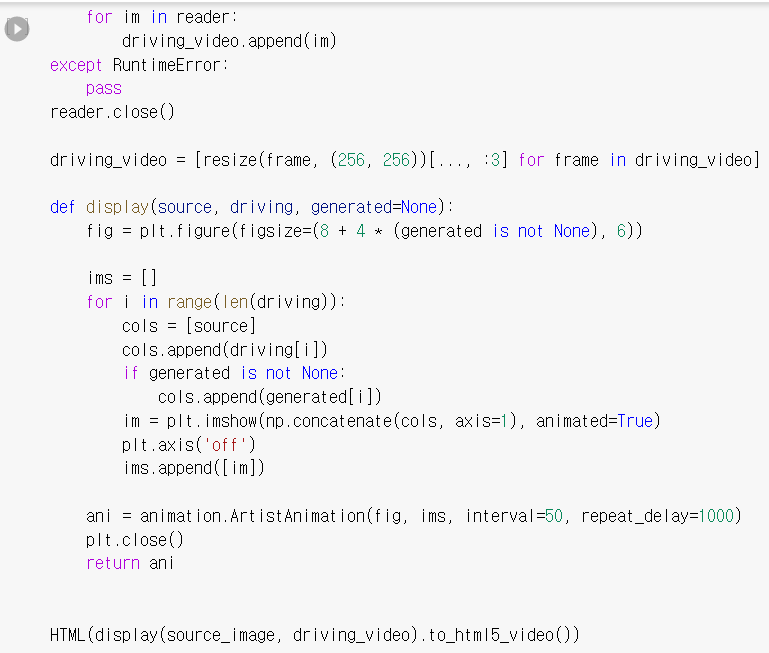 for im in reader:
driving_video.append(im)
except RuntimeError:
pass
reader.close()
driving_video = [resize(frame, (256, 256))[..., :3] for frame in driving_video]
def display(source, driving, generated=None):
fig = plt.figure(figsize=(8 + 4 * (generated is not None), 6))
ims = []
for i in range(len(driving)):
cols = [source]
cols.append(driving[i])
if generated is not None:
cols.append(generated[i])
im = plt.imshow(np.concatenate(cols, axis=1), animated=True)
plt.axis('off')
ims.append([im])
ani = animation.ArtistAnimation(fig, ims, interval=50, repeat_delay=1000)
plt.close()
return ani
HTML(display(source_image, driving_video).to_html5_video())